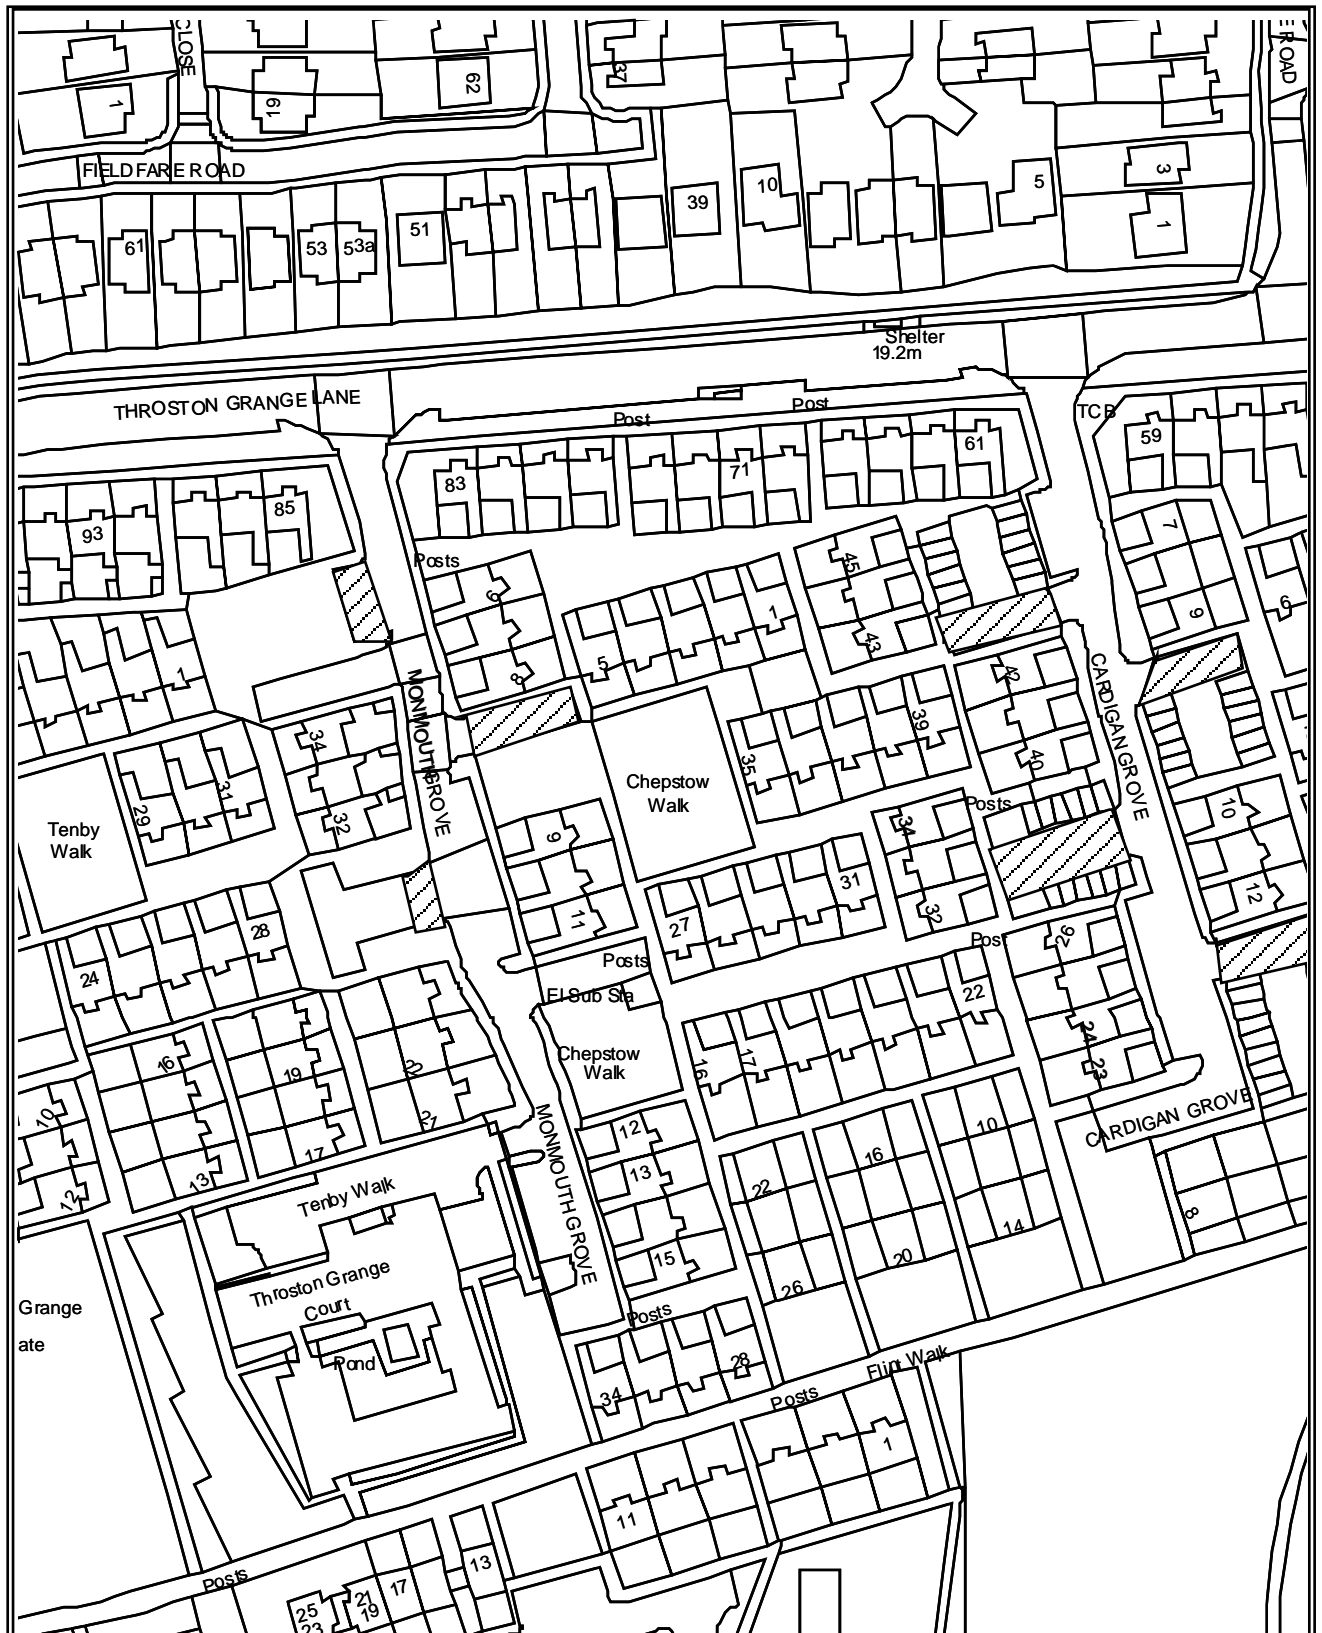 CLOSE
E ROAD
37
62
19
1
3
FIELDFARE ROAD
10
5
39
1
51
61
53
53a
Shelter
19.2m
THROSTON GRANGE LANE
Post
Post
TCB
59
61
71
83
85
93
7
Posts
45
6
9
6
1
43
5
8
1
42
CARDIGAN GROVE
MONMOUTH GROVE
39
34
35
40
31
Chepstow
Walk
29
32
Posts
10
34
9
Tenby
Walk
31
12
32
11
27
28
26
Post
Posts
24
22
El Sub Sta
24
Chepstow
Walk
17
16
16
23
19
22
CARDIGAN GROVE
10
21
10
12
MONMOUTH GROVE
16
17
13
13
22
12
Tenby Walk
8
14
15
20
Throston Grange
Court
26
Grange
Posts
ate
Flint Walk
Pond
28
34
Posts
1
11
13
Posts
17
21
19
25
23